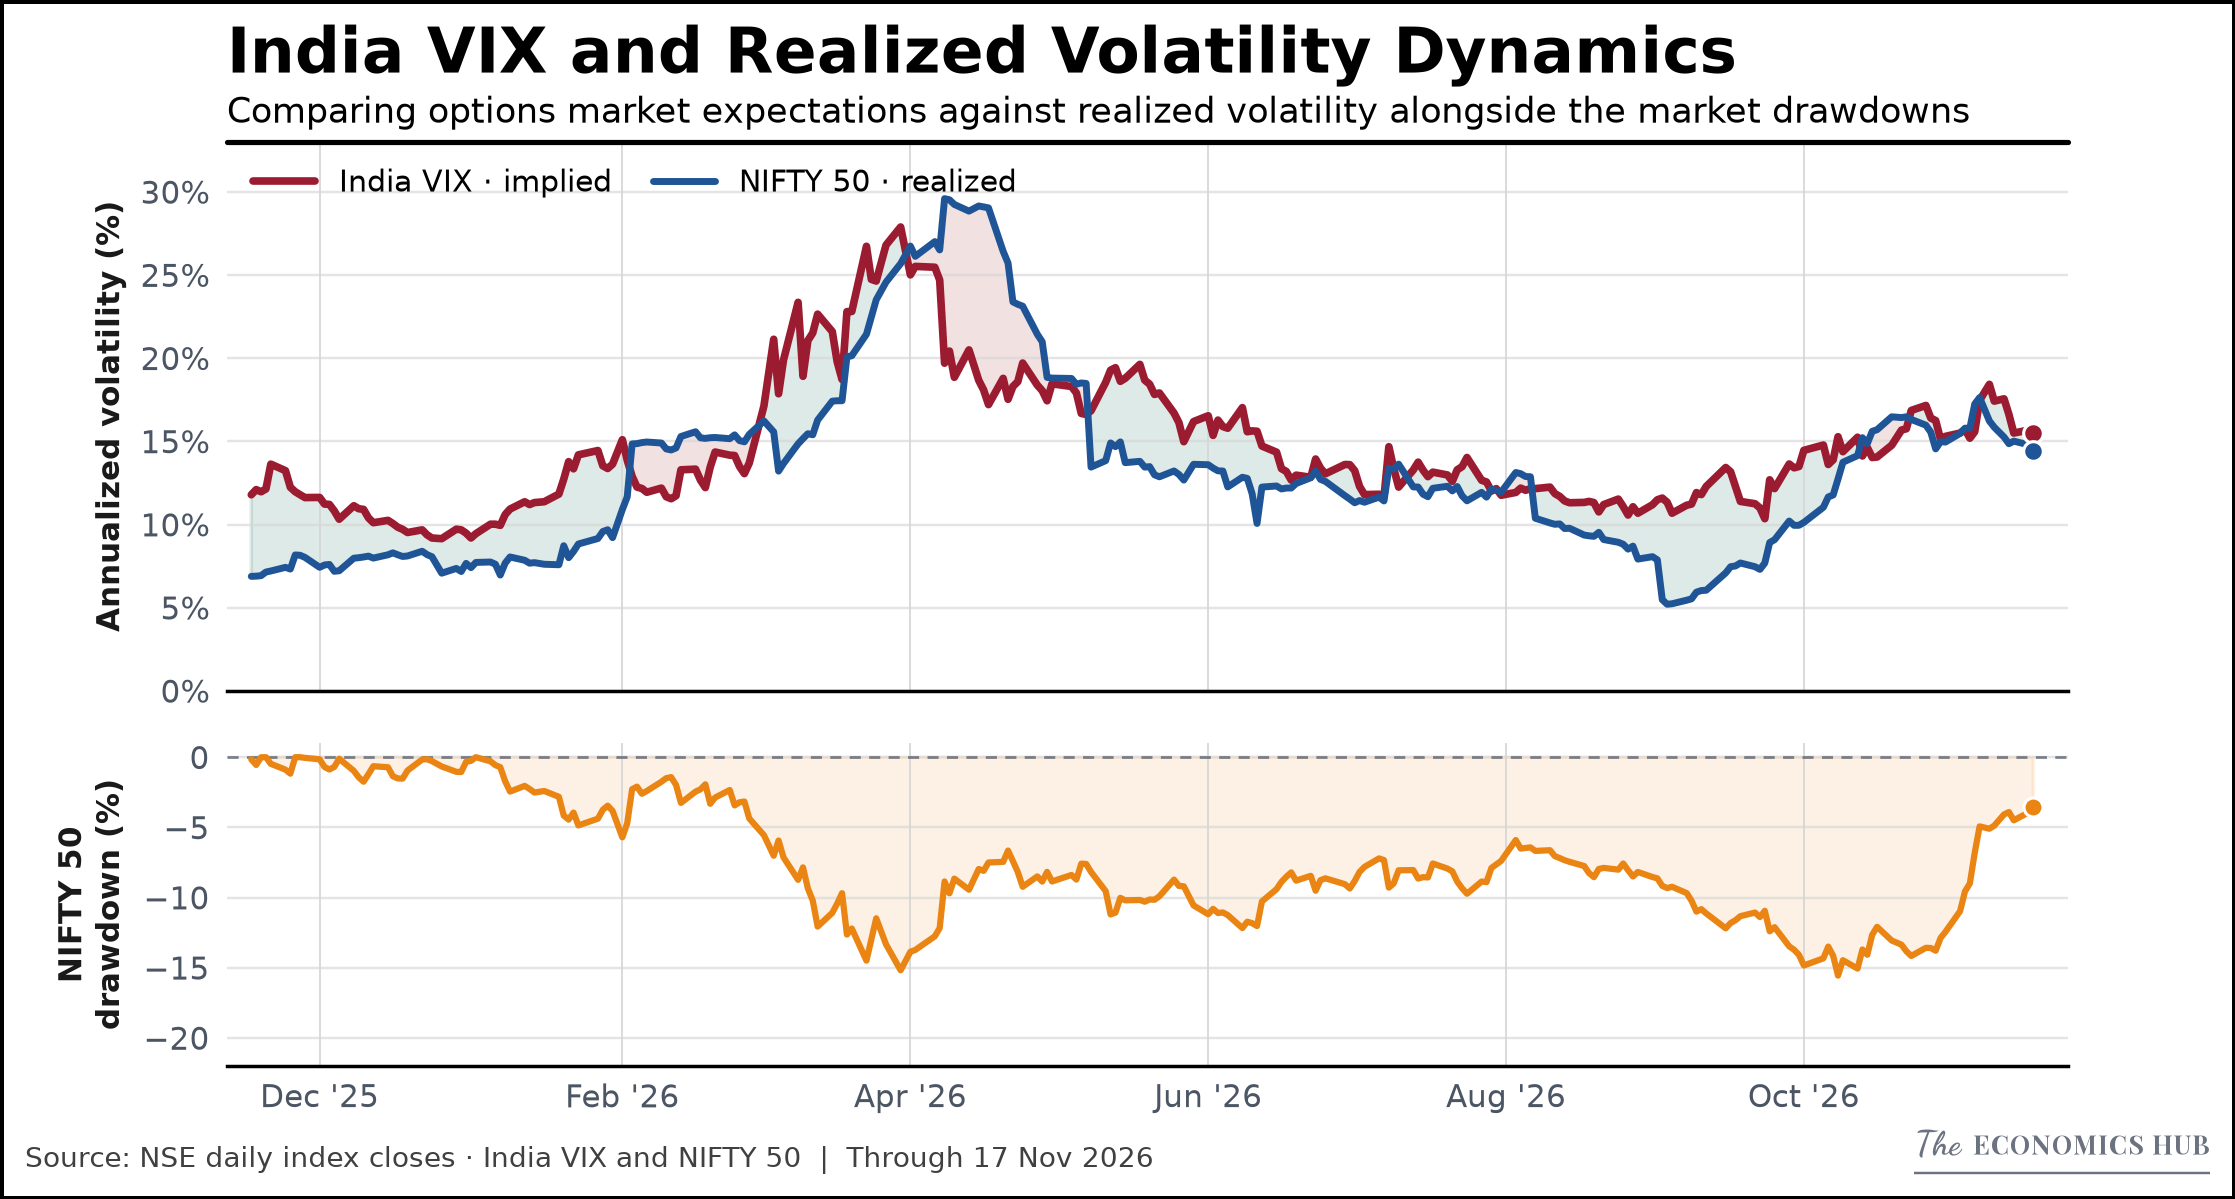 India VIX and Realized Volatility Dynamics
Comparing options market expectations against realized volatility alongside the market drawdowns
India VIX · implied
NIFTY 50 · realized
Annualized volatility (%)
30%
25%
20%
15%
10%
5%
0%
NIFTY 50
drawdown (%)
0
−5
−10
−15
−20
Dec '25
Feb '26
Apr '26
Jun '26
Aug '26
Oct '26
Source: NSE daily index closes · India VIX and NIFTY 50 | Through 17 Nov 2026
The ECONOMICS HUB